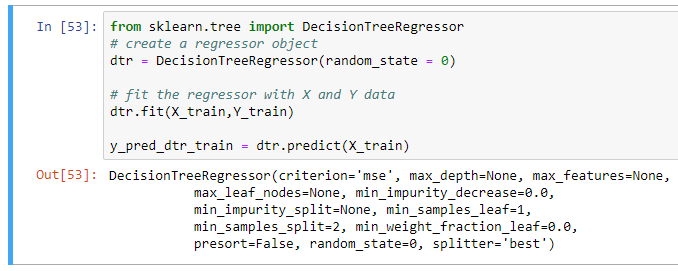 In [53]: from sklearn.tree import DecisionTreeRegressor
# create a regressor object
dtr = DecisionTreeRegressor(random_state = 0)
# fit the regressor with X and Y data
dtr.fit(X_train,Y_train)
y_pred_dtr_train = dtr.predict(X_train)
Out[53]: DecisionTreeRegressor(criterion='mse', max_depth=None, max_features=None,
max_leaf_nodes=None, min_impurity_decrease=0.0,
min_impurity_split=None, min_samples_leaf=1,
min_samples_split=2, min_weight_fraction_leaf=0.0,
presort=False, random_state=0, splitter='best')